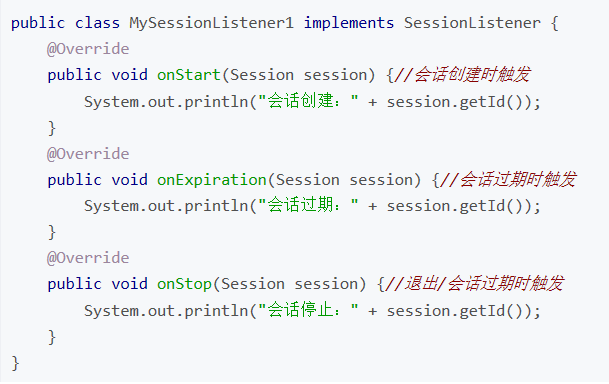 public class MySessionListener1 implements SessionListener {
    @Override
    public void onStart(Session session) {//会话创建时触发
        System.out.println("会话创建：" + session.getId());
    }
    @Override
    public void onExpiration(Session session) {//会话过期时触发
        System.out.println("会话过期：" + session.getId());
    }
    @Override
    public void onStop(Session session) {//退出/会话过期时触发
        System.out.println("会话停止：" + session.getId());
    }
}